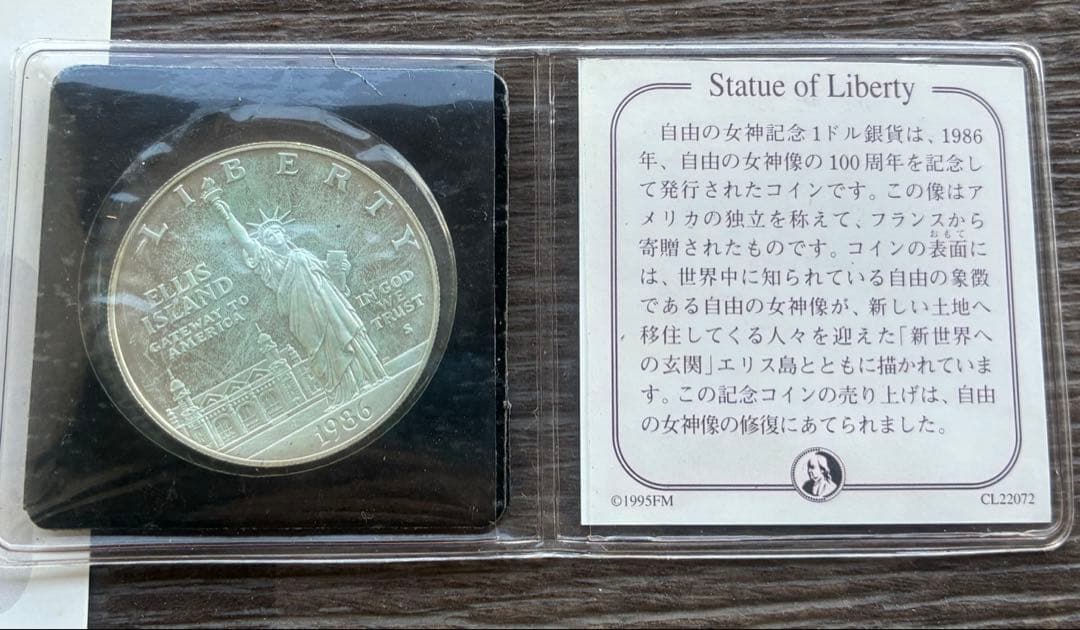 LIBERTY
ELLIS
ISLAND
GATEWAY TO
AMERICA
IN GOD
WE
TRUST
S
1986
Statue of Liberty
自由の女神記念1ドル銀貨は、1986
年、自由の女神像の100周年を記念し
て発行されたコインです。この像はア
メリカの独立を称えて、フランスから
寄贈されたものです。コインの表面に
おもて
は、世界中に知られている自由の象徴
である自由の女神像が、新しい土地へ
移住してくる人々を迎えた「新世界へ
の玄関」エリス島とともに描かれていま
す。この記念コインの売り上げは、自由
の女神像の修復にあてられました。
©1995FM
CL22072